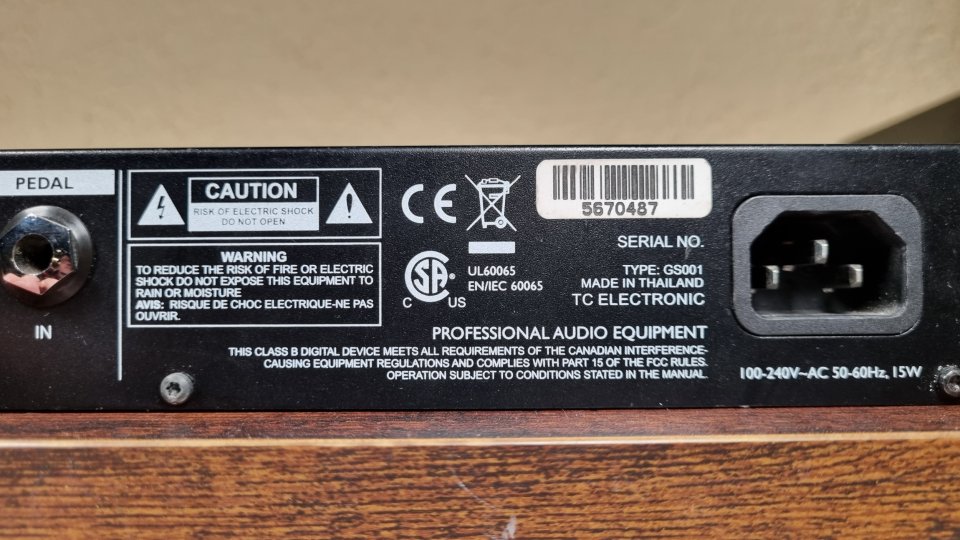 PEDAL
IN
CAUTION
RISK OF ELECTRIC SHOCK
DO NOT OPEN
WARNING
TO REDUCE THE RISK OF FIRE OR ELECTRIC
SHOCK DO NOT EXPOSE THIS EQUIPMENT TO
RAIN OR MOISTURE
AVIS: RISQUE DE CHOC ELECTRIQUE-NE PAS
OUVRIR.
CE
C SA US
UL60065
EN/IEC 60065
5670487
SERIAL NO.
TYPE: GS001
MADE IN THAILAND
TC ELECTRONIC
PROFESSIONAL AUDIO EQUIPMENT
THIS CLASS B DIGITAL DEVICE MEETS ALL REQUIREMENTS OF THE CANADIAN INTERFERENCE-
CAUSING EQUIPMENT REGULATIONS AND COMPLIES WITH PART 15 OF THE FCC RULES.
OPERATION SUBJECT TO CONDITIONS STATED IN THE MANUAL.
100-240V~AC 50-60Hz, 15W